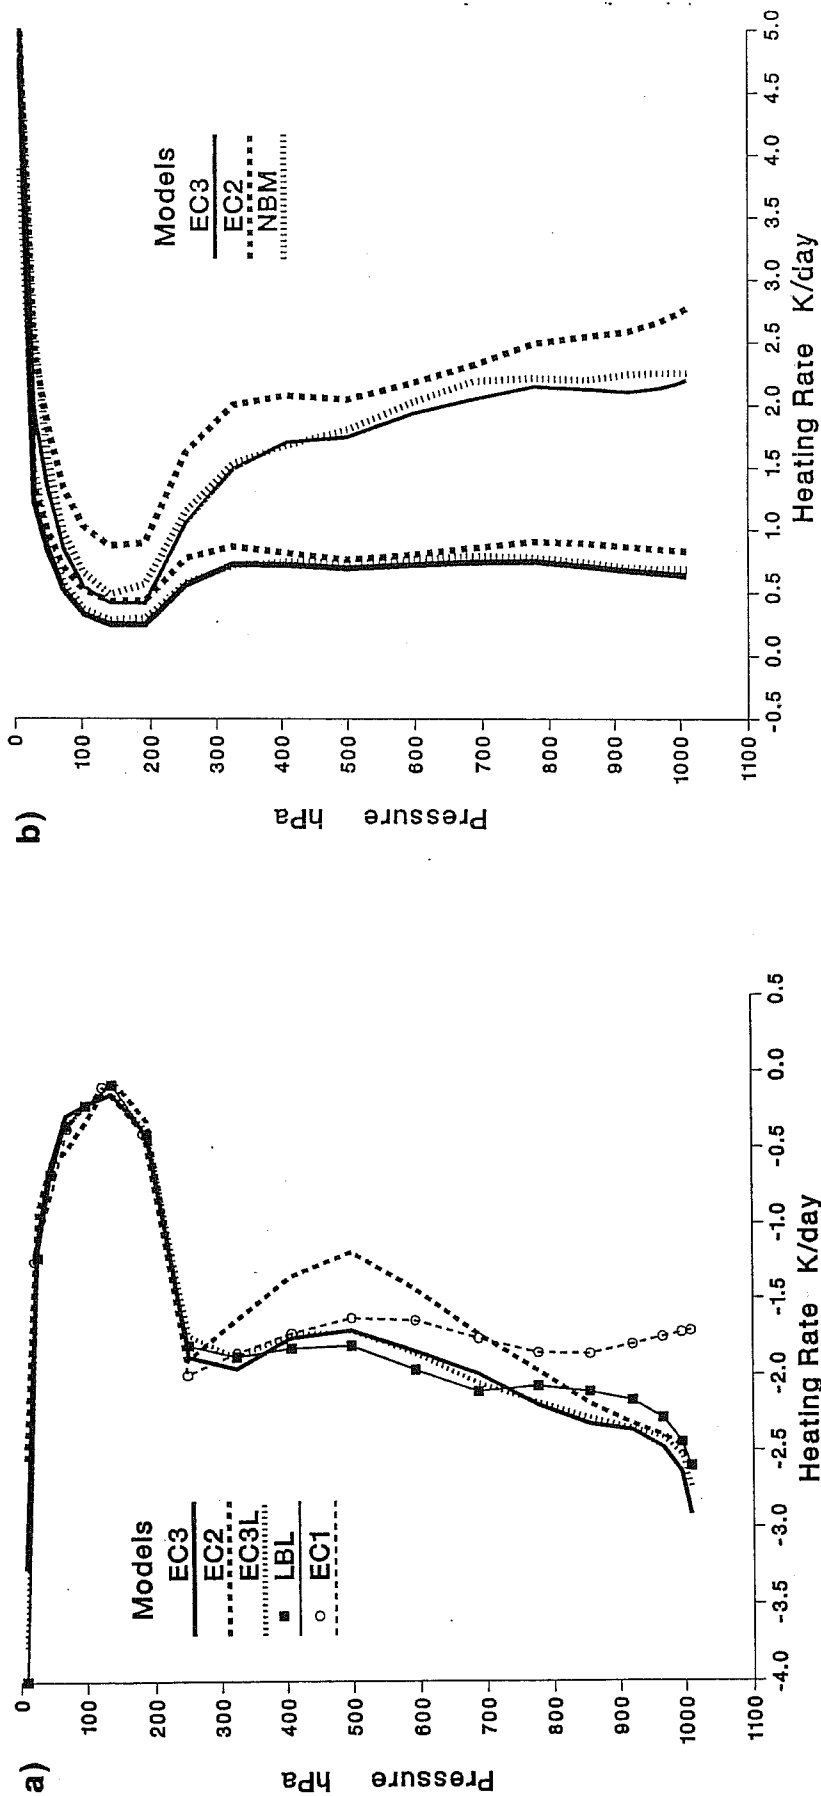 a)
Models
EC3
EC2
EC3L
LBL
EC1
0
100
200
300
400
500
600
700
800
900
1000
1100
Pressure hPa
-4.0 -3.5 -3.0 -2.5 -2.0 -1.5 -1.0 -0.5 0.0 0.5
Heating Rate K/day
b)
Models
EC3
EC2
NBM
0
100
200
300
400
500
600
700
800
900
1000
1100
Pressure hPa
-0.5 0.0 0.5 1.0 1.5 2.0 2.5 3.0 3.5 4.0 4.5 5.0
Heating Rate K/day